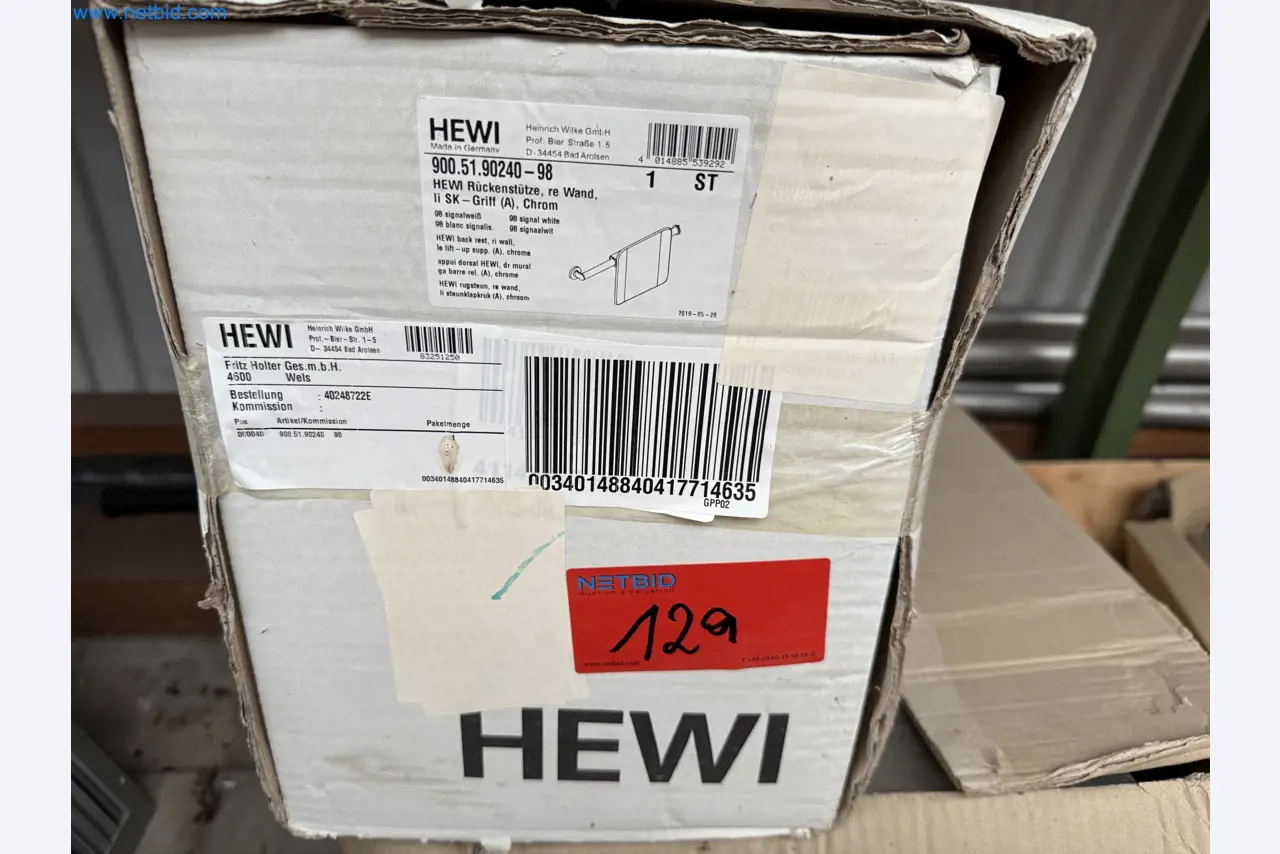 www.netbid.com
HEWI
Made in Germany
Heinrich Wilke GmbH
Prof. Bier Straße 1 5
D-34454 Bad Arolsen
4 014885 539292
900.51.90240-98
1 ST
HEWI Rückenstütze, re Wand,
li SK-Griff (A), Chrom
98 signalweiß 98 signal white
98 blanc signalis. 98 signaalwit
HEWI back rest, ri wall,
le lift-up supp. (A), chrome
appui dorsal HEWI, dr mural
ga barre rel. (A), chrome
HEWI rugsteun, re wand,
li steunklapkruk (A), chroom
2019-05-28
HEWI
Heinrich Wilke GmbH
Prof.-Bier-Str. 1-5
D- 34454 Bad Arolsen
83251250
Fritz Holter Ges.m.b.H.
4600 Wels
Bestellung : 40248722E
Kommission :
Pos Artikel/Kommission Paketmenge
000040 900.51.90240 98
00340148840417714635
00340148840417714635
GPP02
NETBID
Auction & Valuation
129
www.netbid.com
HEWI